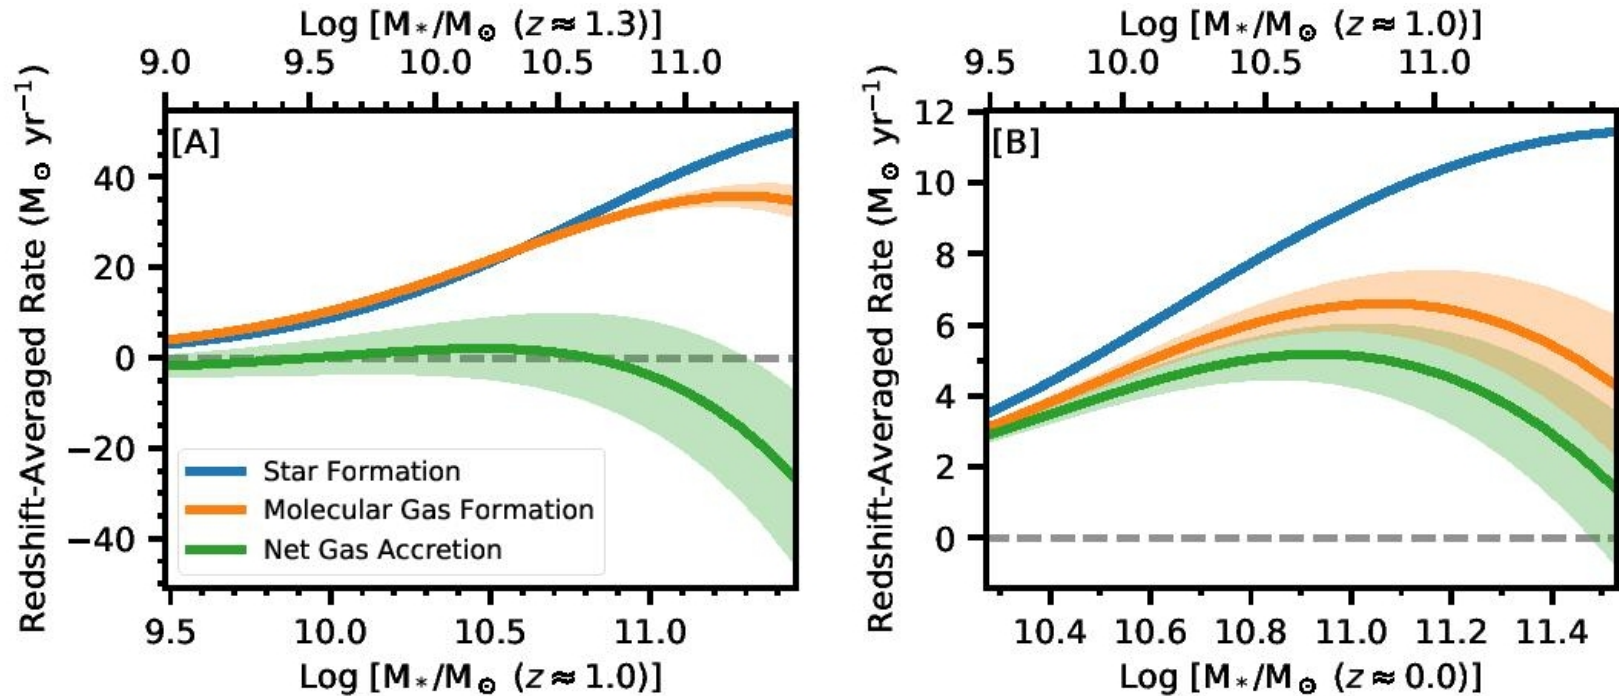 Log [M*/M⊙ (z≈1.3)]
9.0 9.5 10.0 10.5 11.0
Redshift-Averaged Rate (M⊙ yr⁻¹)
[A]
40
20
0
−20
−40
Star Formation
Molecular Gas Formation
Net Gas Accretion
9.5 10.0 10.5 11.0
Log [M*/M⊙ (z≈1.0)]
Log [M*/M⊙ (z≈1.0)]
9.5 10.0 10.5 11.0
Redshift-Averaged Rate (M⊙ yr⁻¹)
[B]
12
10
8
6
4
2
0
10.4 10.6 10.8 11.0 11.2 11.4
Log [M*/M⊙ (z≈0.0)]